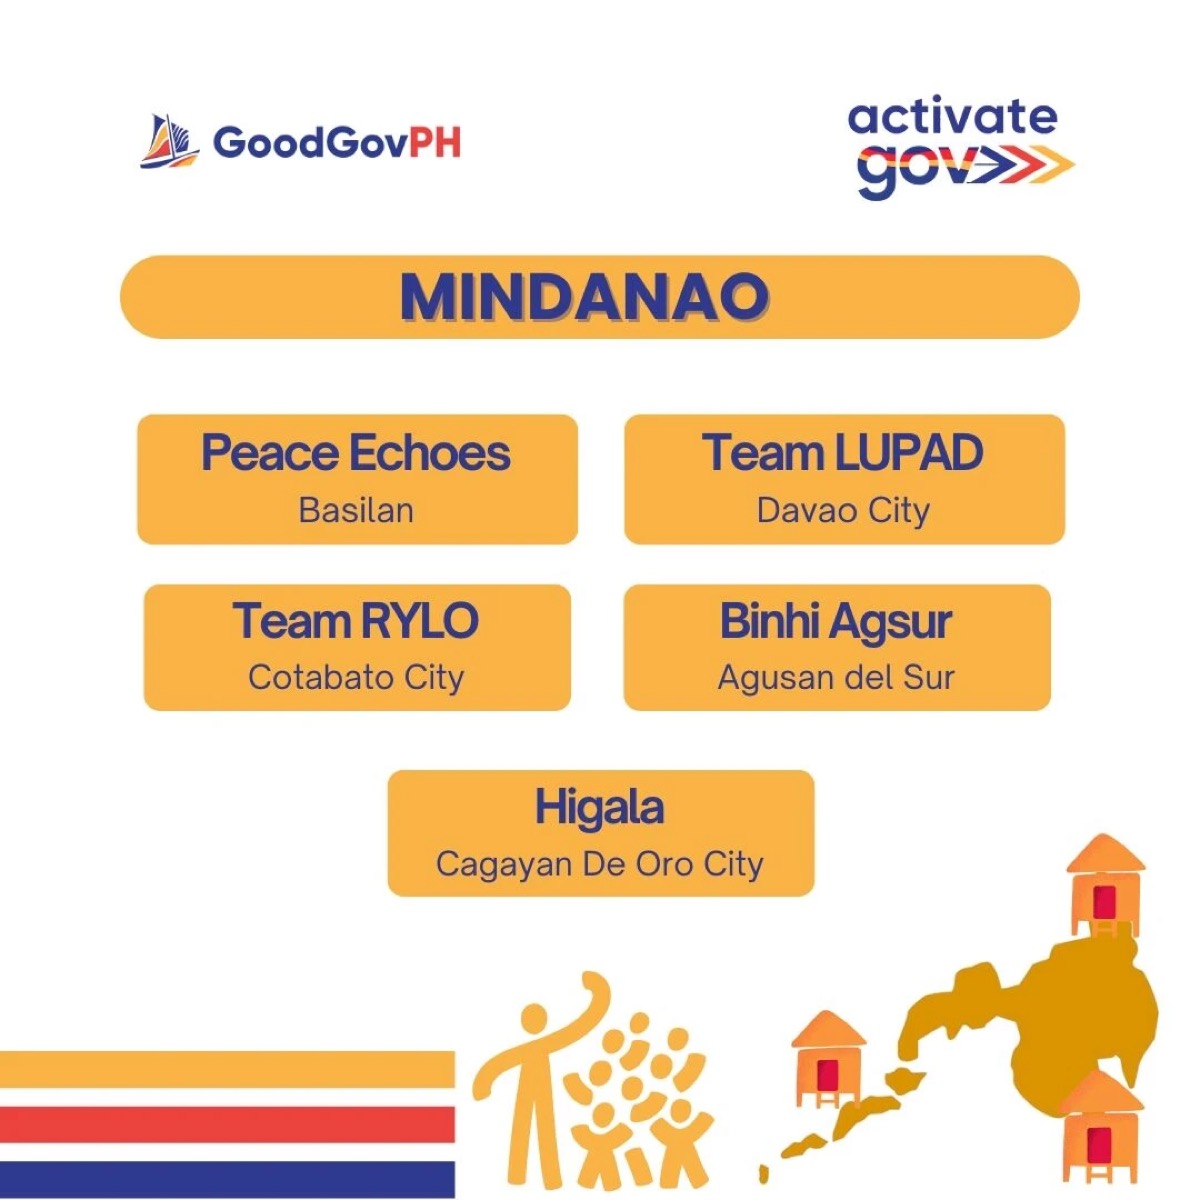 GoodGovPH
activate
gov
MINDANAO
Peace Echoes
Basilan
Team LUPAD
Davao City
Team RYLO
Cotabato City
Binhi Agsur
Agusan del Sur
Higala
Cagayan De Oro City